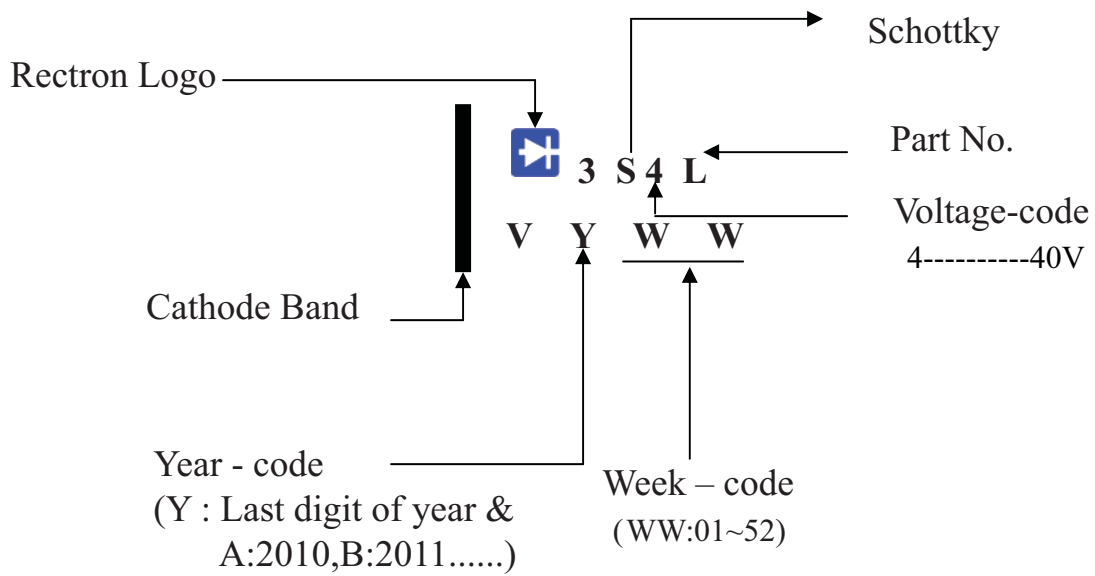 Schottky
Rectron Logo
Part No.
3 S 4 L
Voltage-code
4----------40V
V Y W W
Cathode Band
Year - code
(Y : Last digit of year &
A:2010,B:2011......)
Week – code
(WW:01~52)